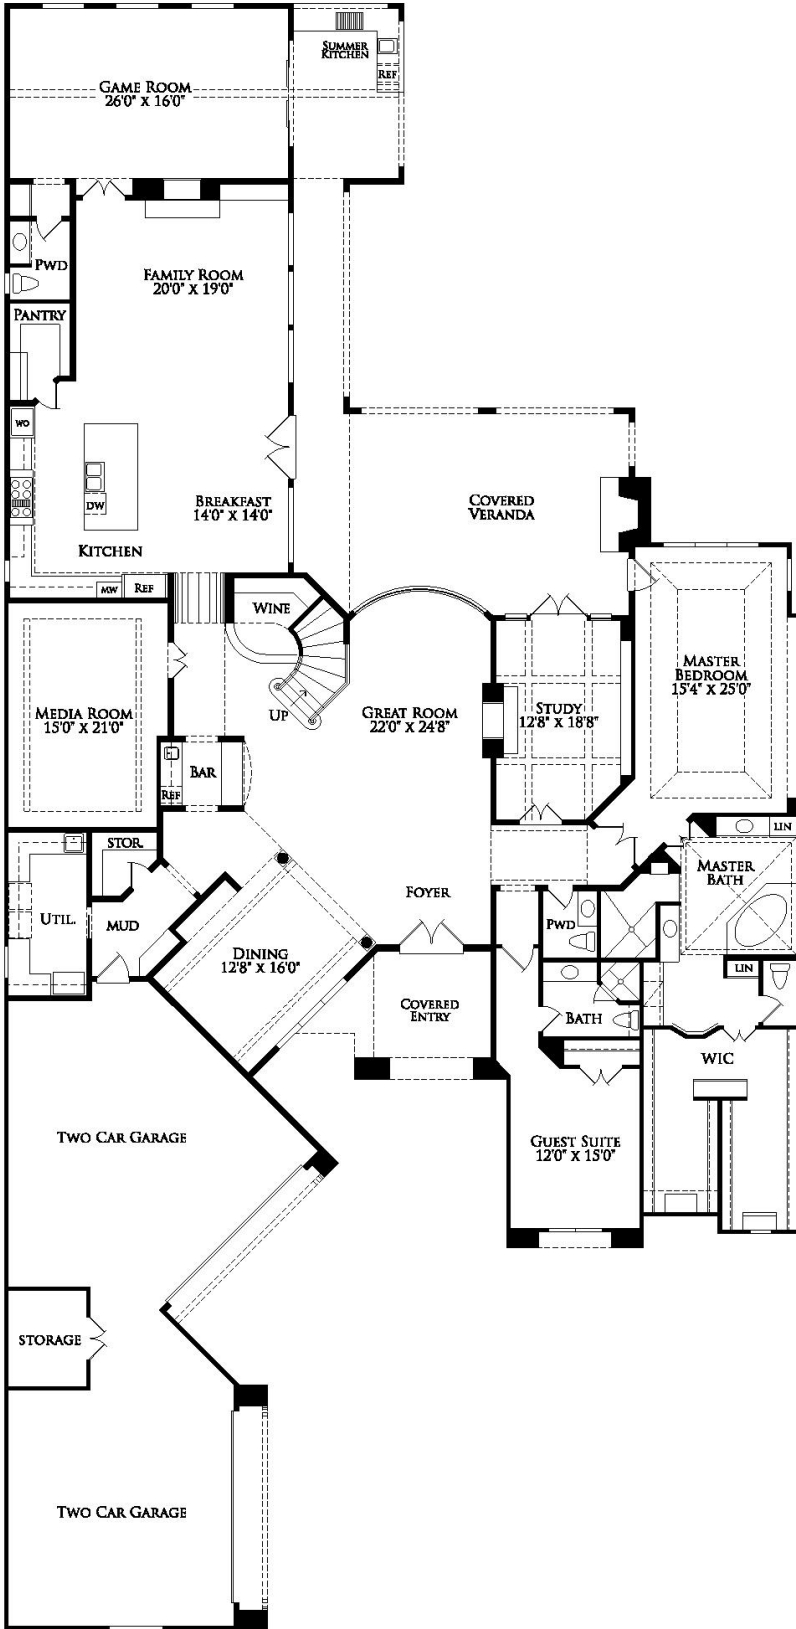 SUMMER
KITCHEN
REF
GAME ROOM
26'0" X 16'0"
PWD
FAMILY ROOM
20'0" X 19'0"
PANTRY
WO
DW
BREAKFAST
14'0" X 14'0"
KITCHEN
MW
REF
COVERED
VERANDA
WINE
UP
MEDIA ROOM
15'0" X 21'0"
GREAT ROOM
22'0" X 24'8"
STUDY
12'8" X 18'8"
MASTER
BEDROOM
15'4" X 25'0"
BAR
REF
LIN
STOR.
MASTER
BATH
UTIL.
MUD
FOYER
PWD
DINING
12'8" X 16'0"
LIN
COVERED
ENTRY
BATH
WIC
TWO CAR GARAGE
GUEST SUITE
12'0" X 15'0"
STORAGE
TWO CAR GARAGE